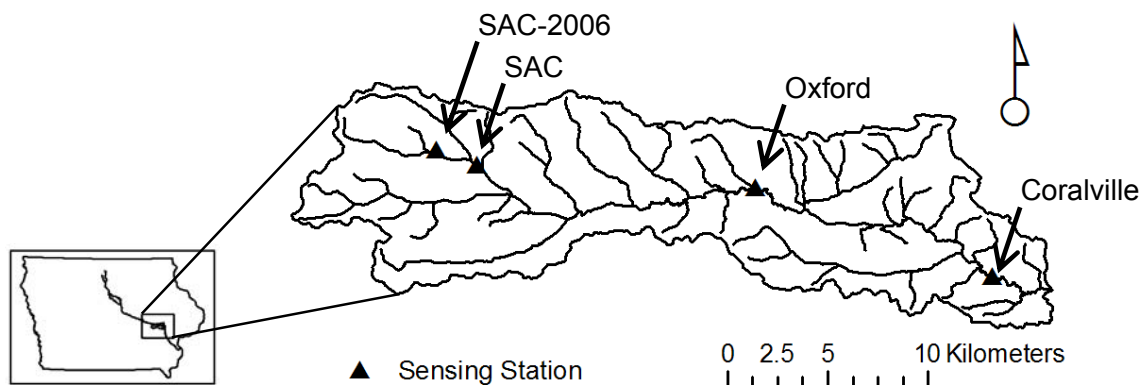 SAC-2006
SAC
Oxford
Coralville
Sensing Station
0 2.5 5 10 Kilometers